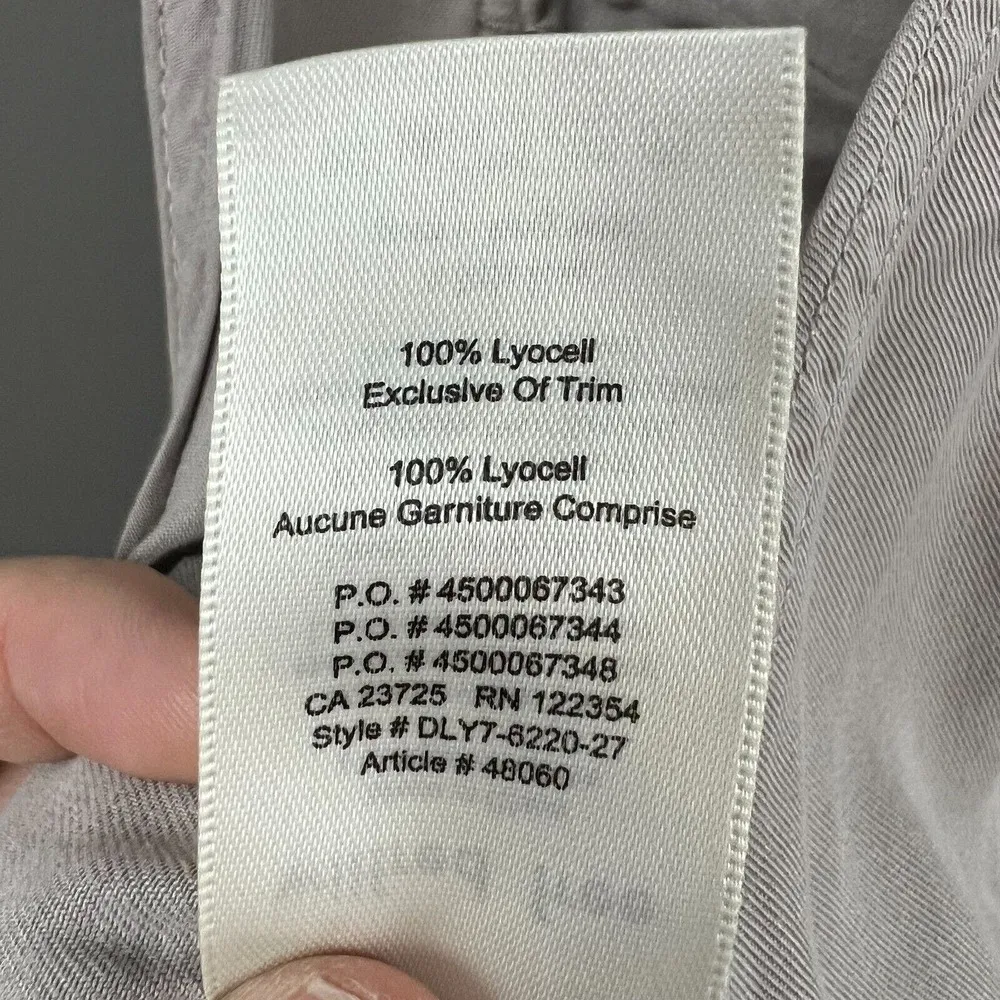 100% Lyocell
Exclusive Of Trim
100% Lyocell
Aucune Garniture Comprise
P.O. # 4500067343
P.O. # 4500067344
P.O. # 4500067348
CA 23725 RN 122354
Style # DLY7-6220-27
Article # 48060